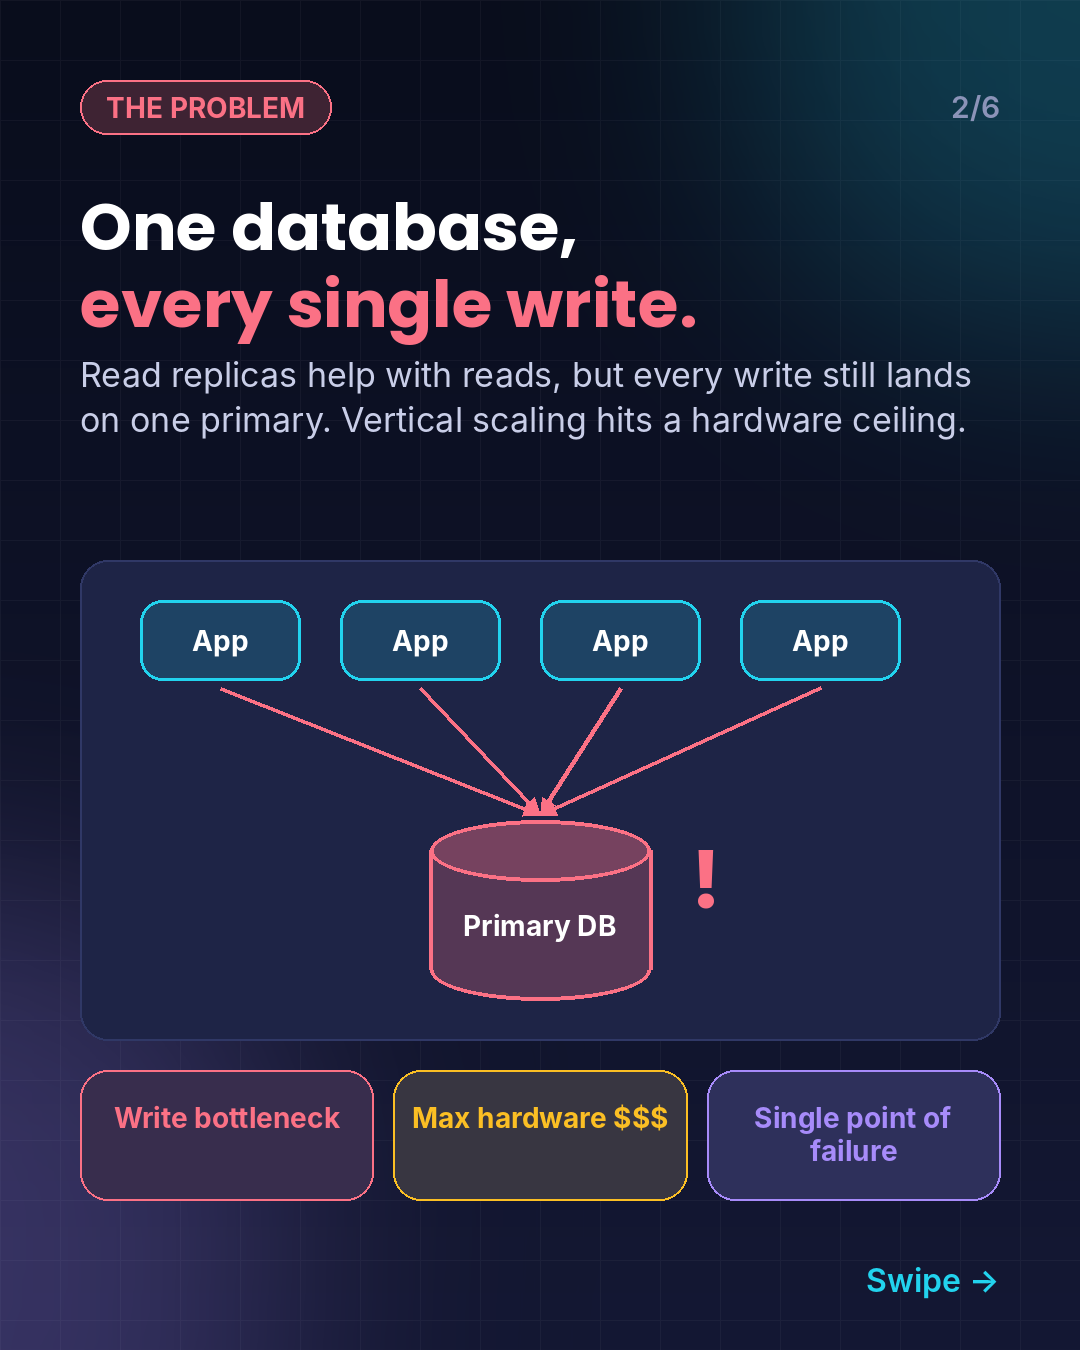 THE PROBLEM
2/6
One database,
every single write.
Read replicas help with reads, but every write still lands
on one primary. Vertical scaling hits a hardware ceiling.
App
App
App
App
Primary DB
!
Write bottleneck
Max hardware $$$
Single point of
failure
Swipe →